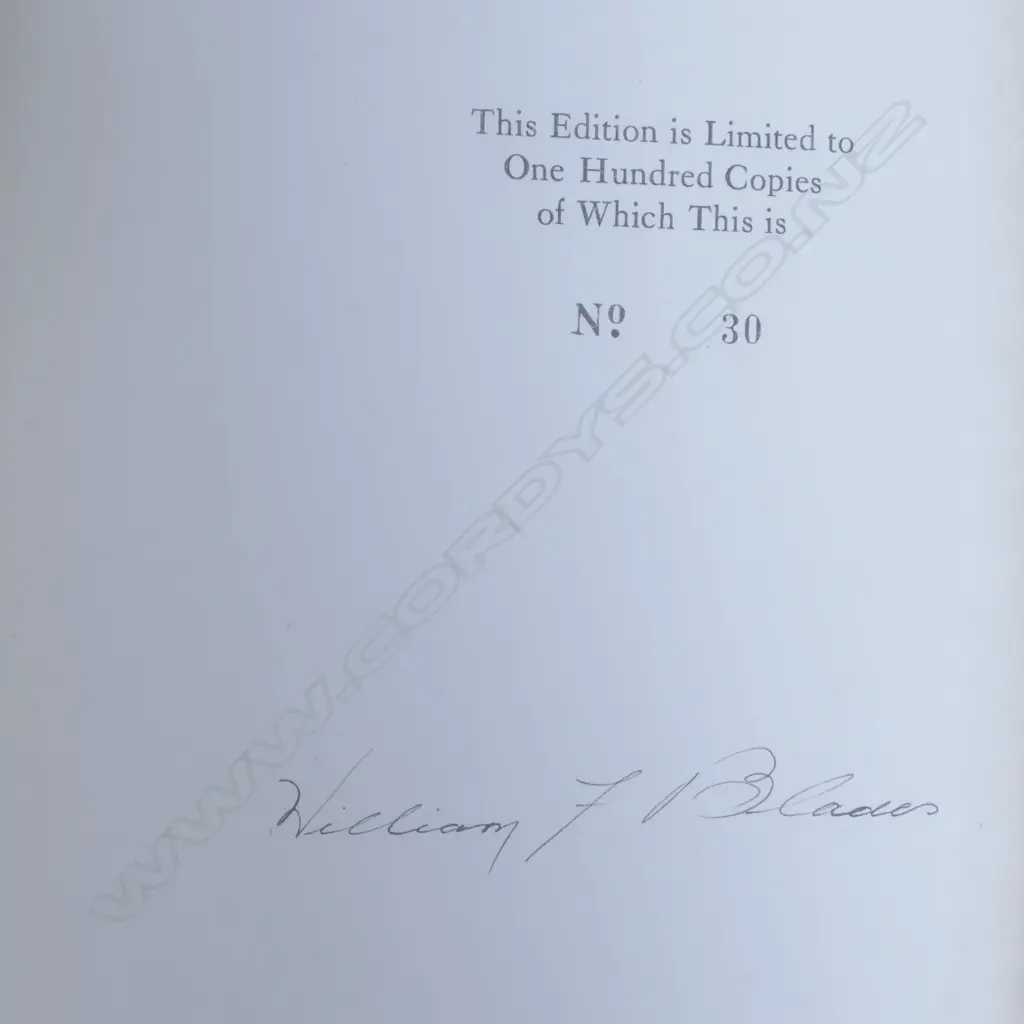 This Edition is Limited to
One Hundred Copies
of Which This is
Nº 30
WWW.CORDYS.CO.NZ
William F Blades